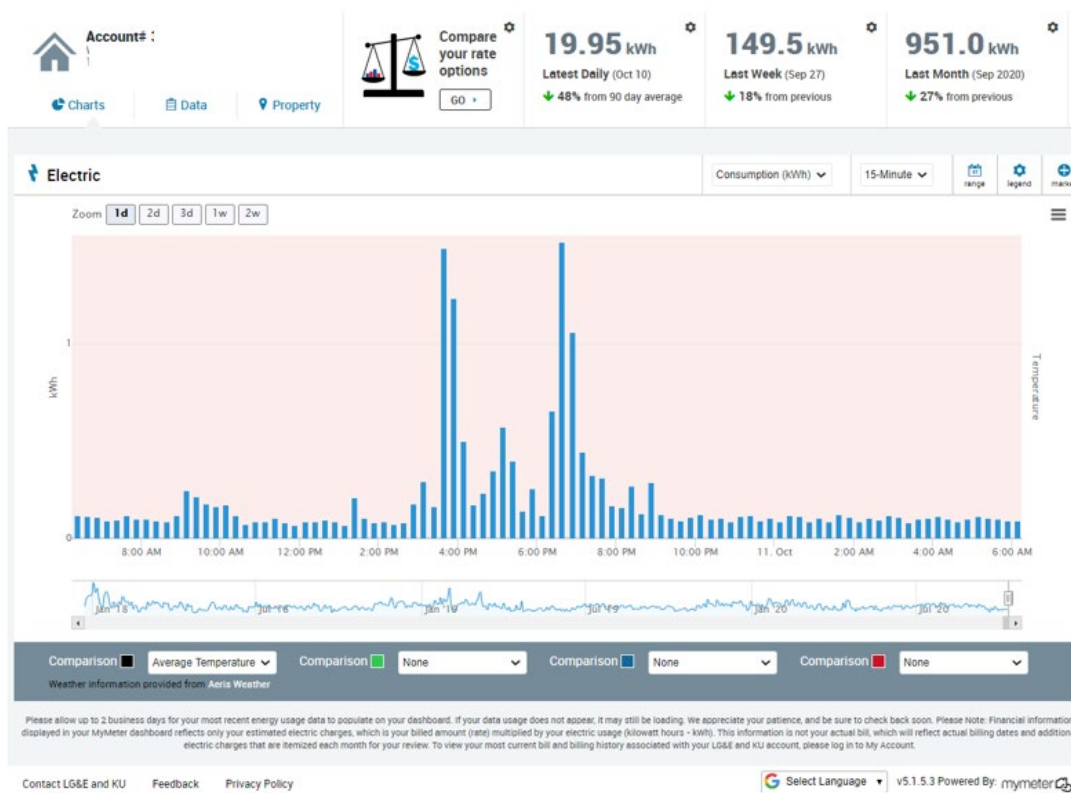 Account# :
Charts
Data
Property
Compare
your rate
options
GO
19.95 kWh
Latest Daily (Oct 10)
48% from 90 day average
149.5 kWh
Last Week (Sep 27)
18% from previous
951.0 kWh
Last Month (Sep 2020)
27% from previous
Electric
Consumption (kWh)
15-Minute
range
legend
Zoom 1d 2d 3d 1w 2w
1
kWh
0
Temperature
8:00 AM 10:00 AM 12:00 PM 2:00 PM 4:00 PM 6:00 PM 8:00 PM 10:00 PM 11. Oct 2:00 AM 4:00 AM 6:00 AM
Jan '18 Jul '18 Jan '19 Jul '19 Jan '20 Jul '20
Comparison Average Temperature Comparison None Comparison None Comparison None
Weather information provided from Aeris Weather
Please allow up to 2 business days for your most recent energy usage data to populate on your dashboard. If your data usage does not appear, it may still be loading. We appreciate your patience, and be sure to check back soon. Please Note: Financial information
displayed in your MyMeter dashboard reflects only your estimated electric charges, which is your billed amount (rate) multiplied by your electric usage (kilowatt hours - kWh). This information is not your actual bill, which will reflect actual billing dates and addition
electric charges that are itemized each month for your review. To view your most current bill and billing history associated with your LG&E and KU account, please log in to My Account.
Contact LG&E and KU Feedback Privacy Policy
G Select Language v5.1.5.3 Powered By: mymeter